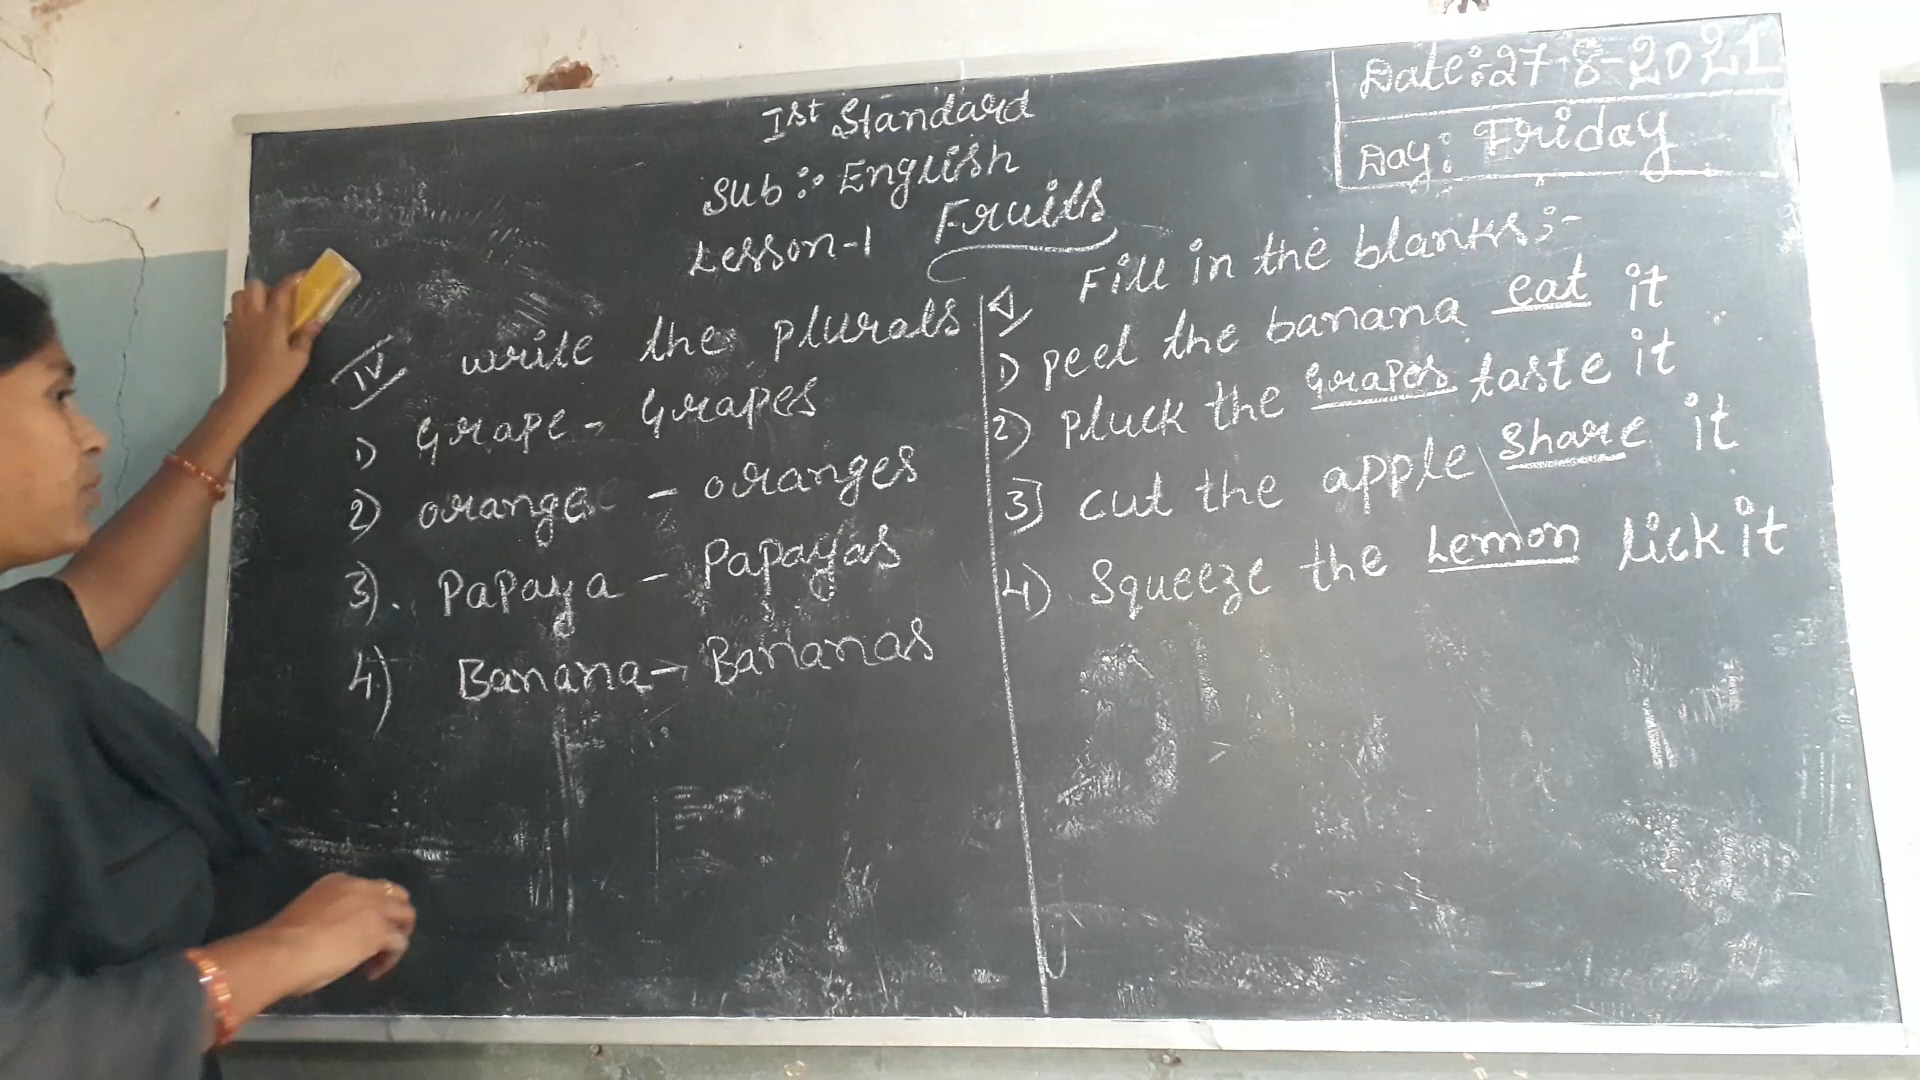 Date: 27-8-2021
Day: Friday
Ist Standard
Sub: English
Lesson-1 Fruits
IV write the plurals
1) Grape - Grapes
2) orange - oranges
3). Papaya - Papayas
4) Banana - Bananas
V Fill in the blanks:-
1) peel the banana eat it
2) Pluck the Grapes taste it
3) cut the apple share it
4) Squeeze the Lemon lick it